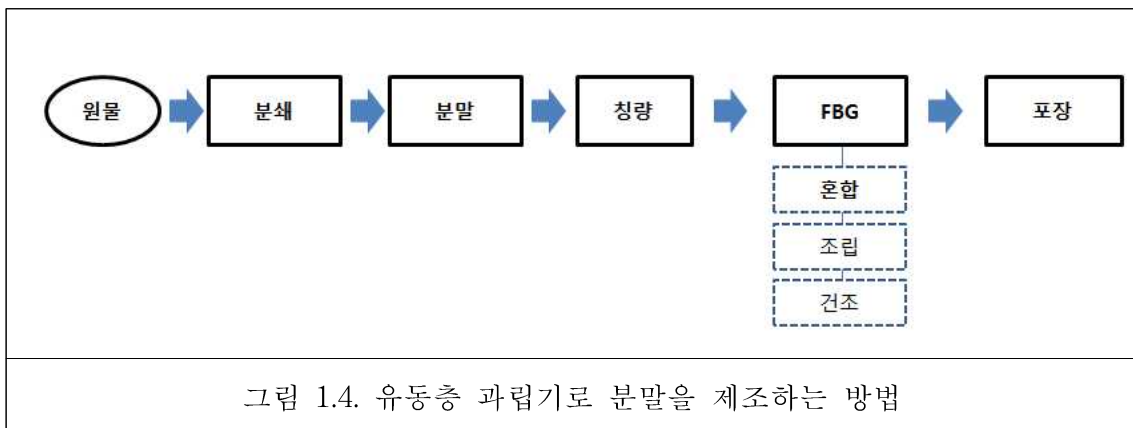 원물 분쇄 분말 칭량 FBG 포장
혼합
조립
건조
그림 1.4. 유동층 과립기로 분말을 제조하는 방법